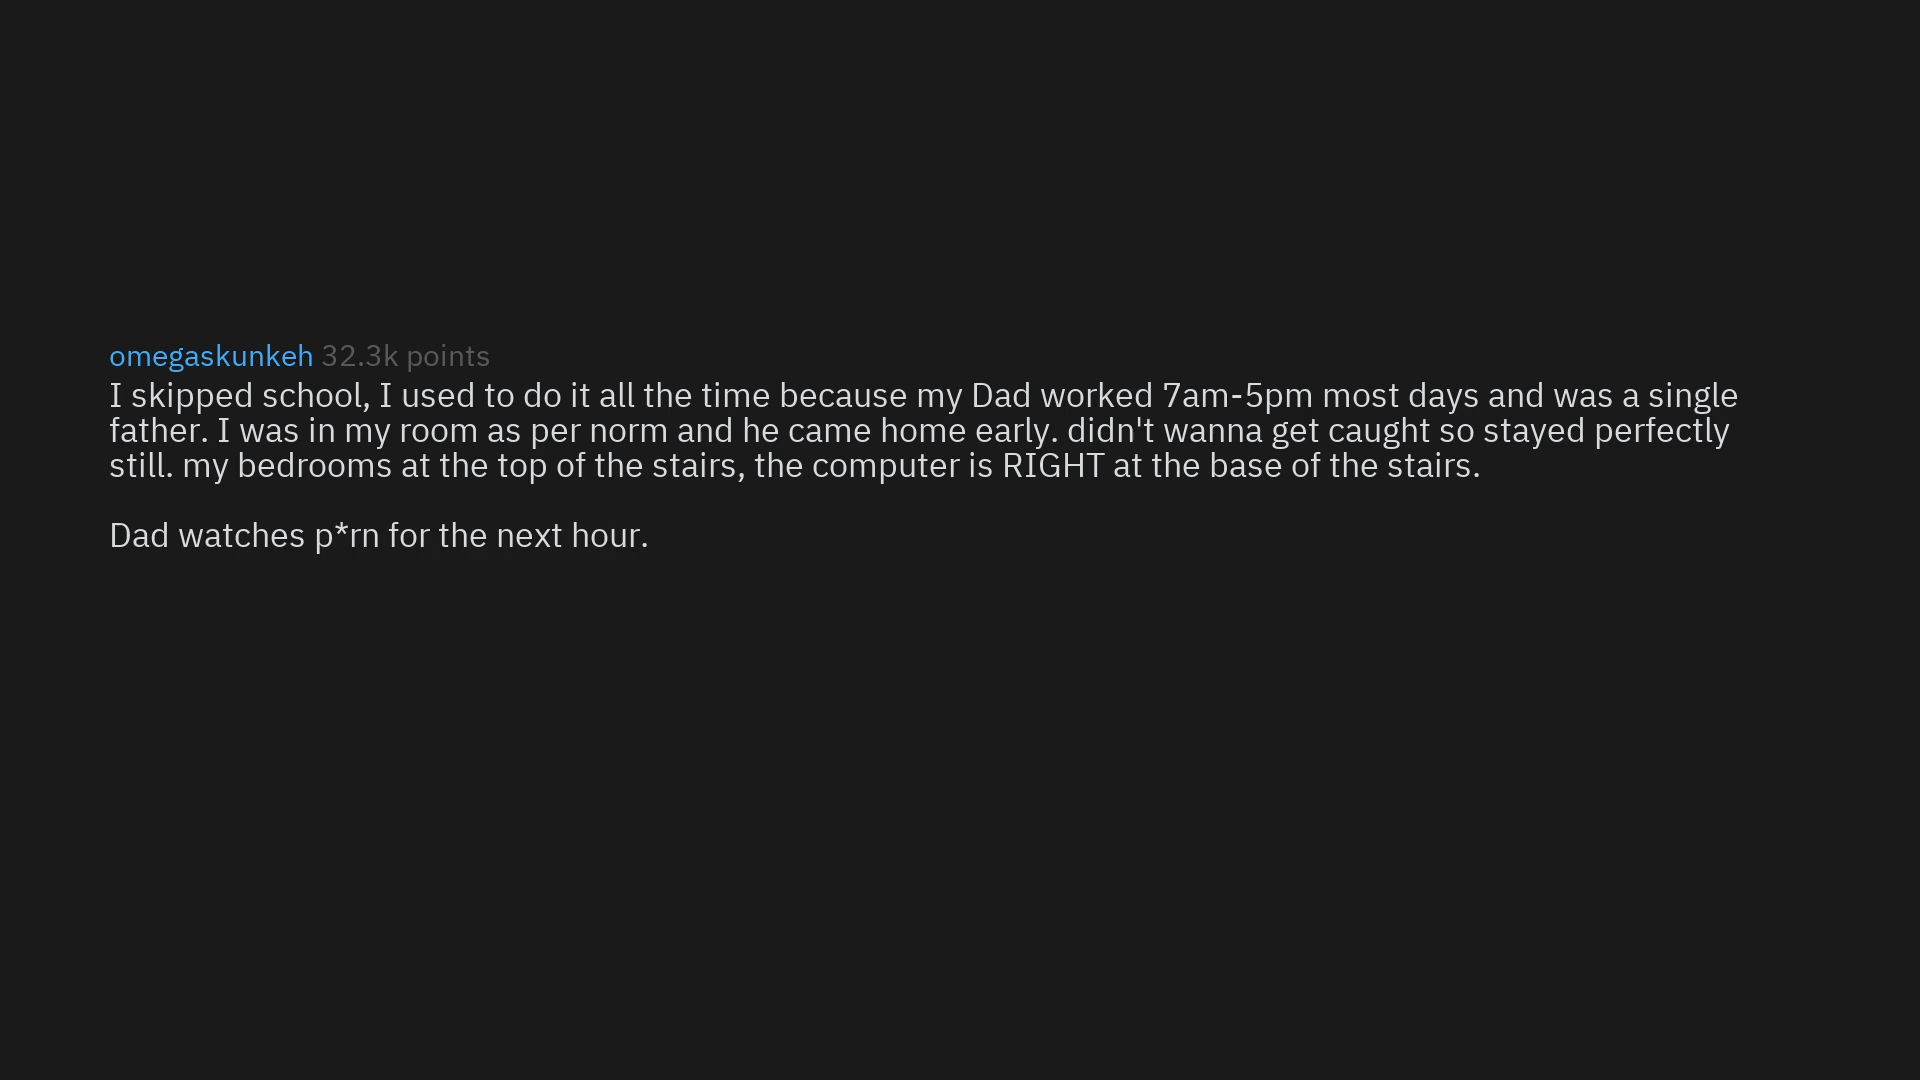 omegaskunkeh 32.3k points
I skipped school, I used to do it all the time because my Dad worked 7am-5pm most days and was a single
father. I was in my room as per norm and he came home early. didn't wanna get caught so stayed perfectly
still. my bedrooms at the top of the stairs, the computer is RIGHT at the base of the stairs.
Dad watches p*rn for the next hour.